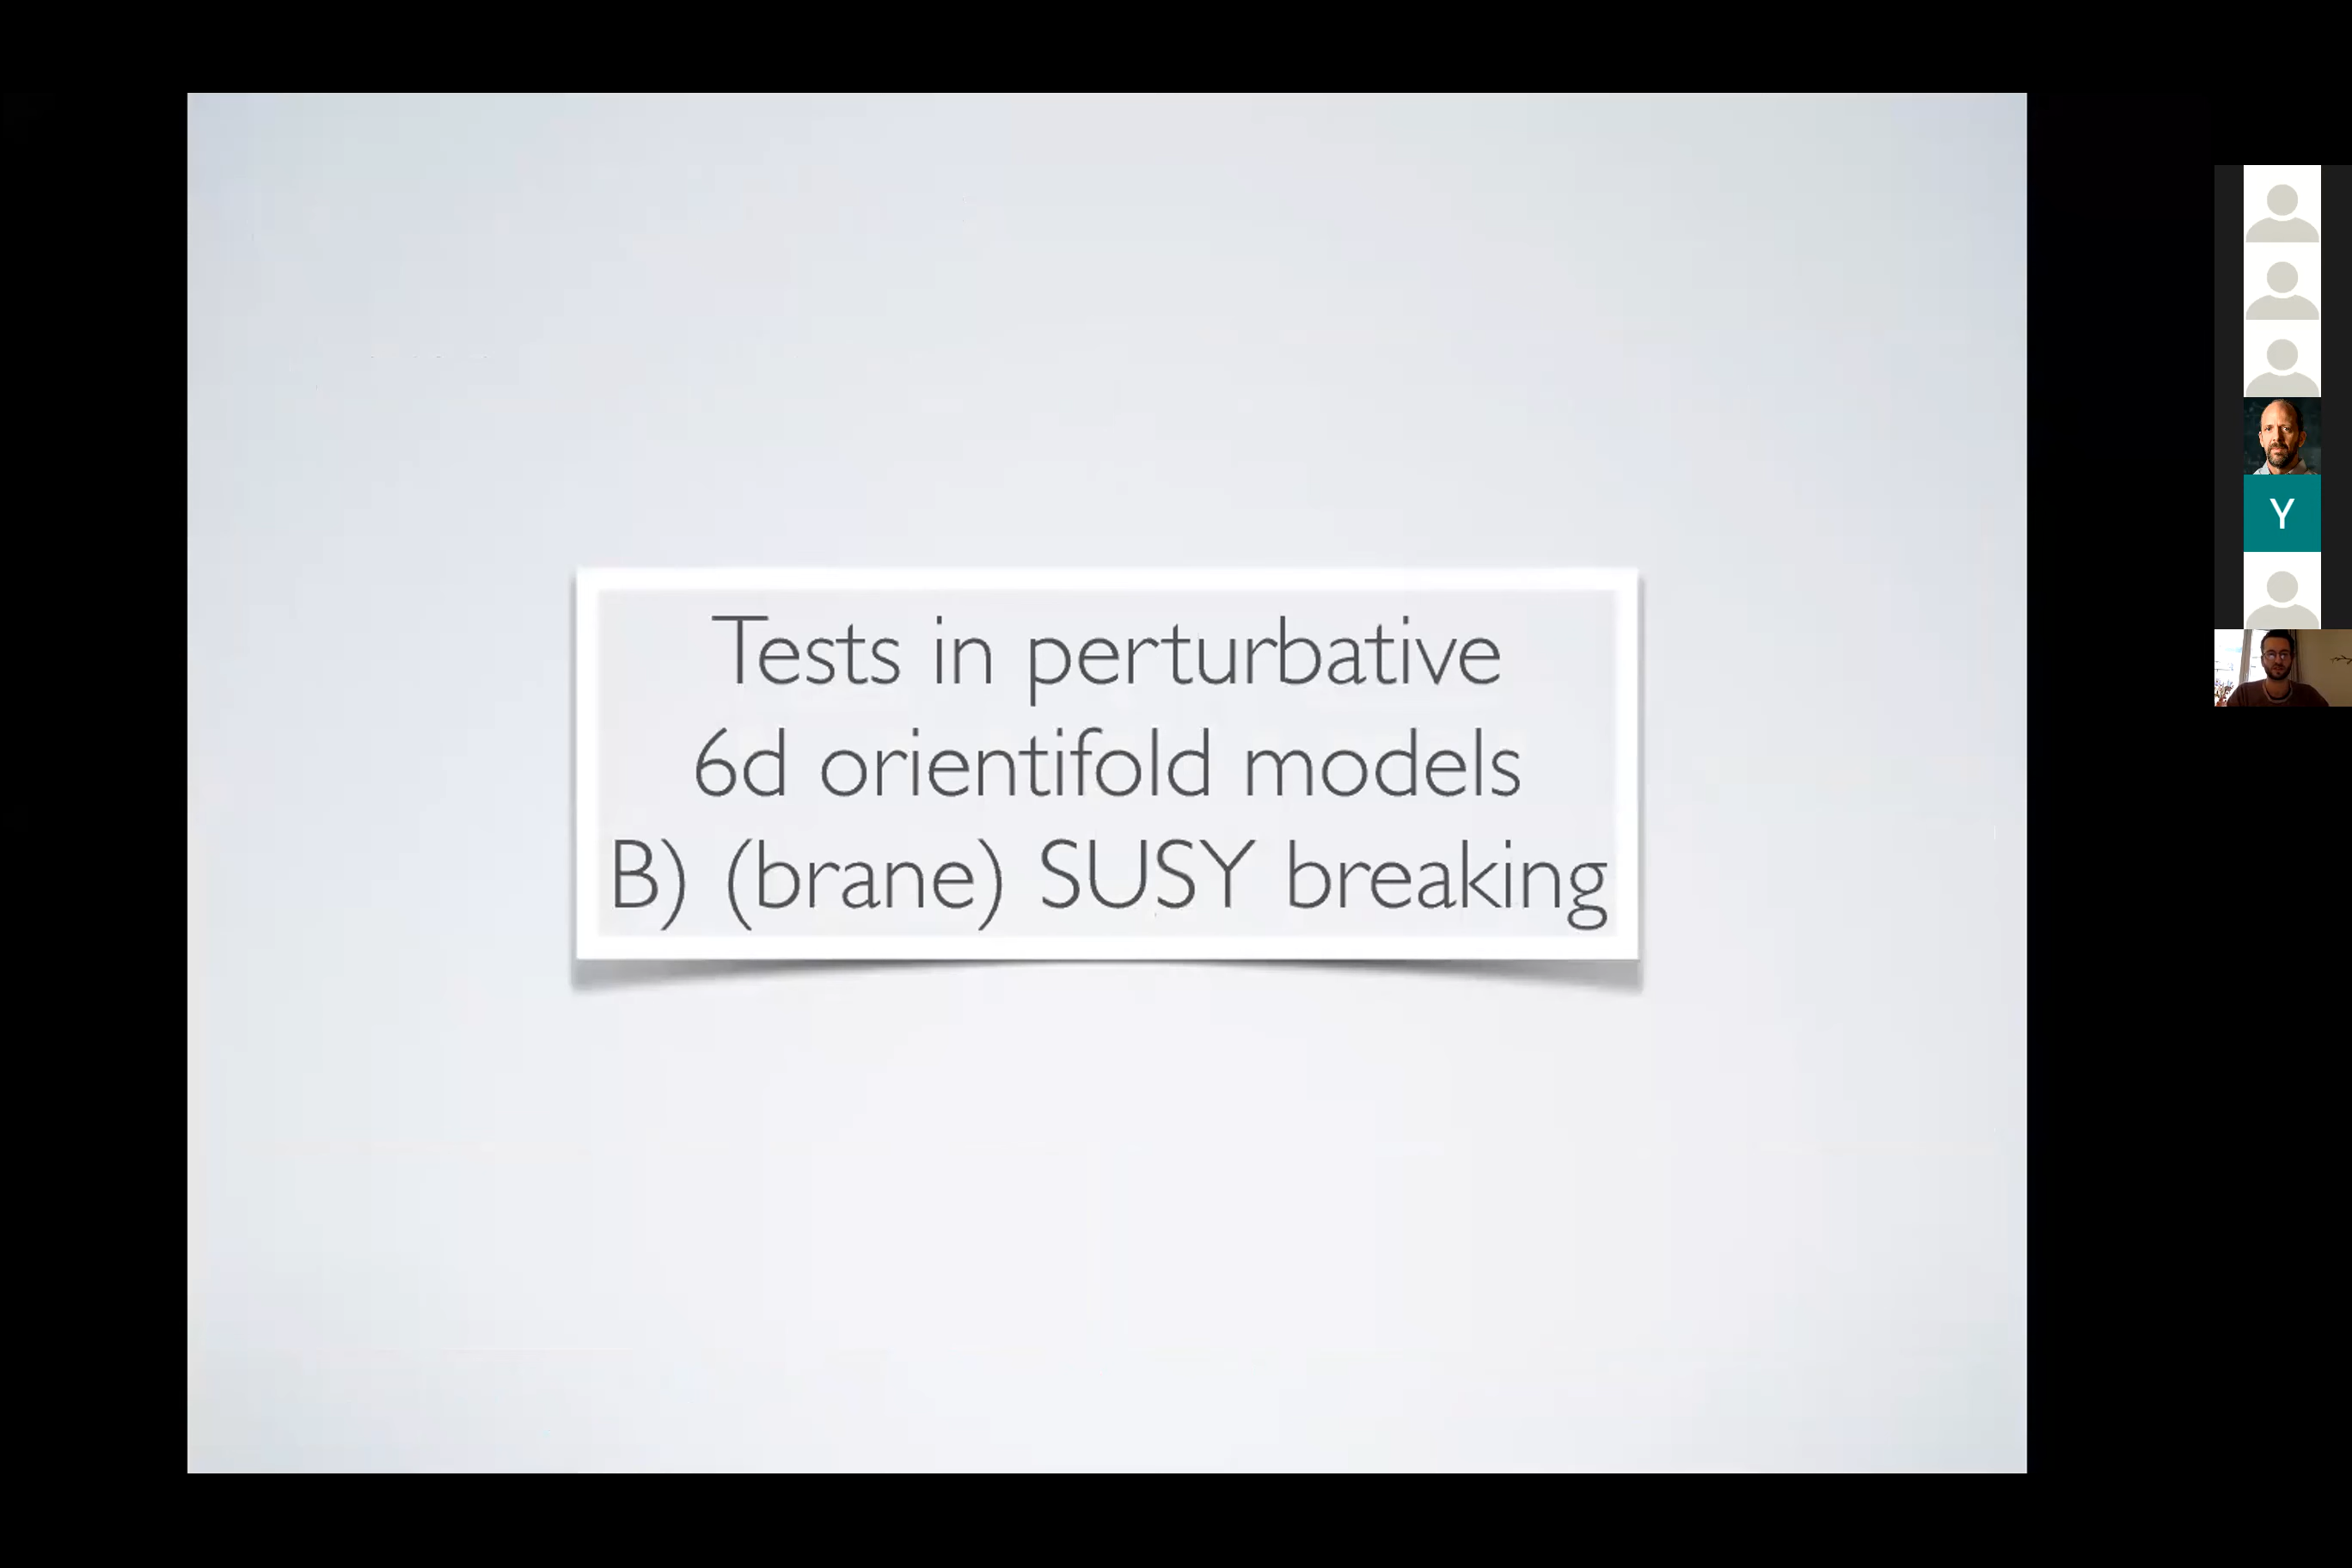 Tests in perturbative
6d orientifold models
B) (brane) SUSY breaking
Y